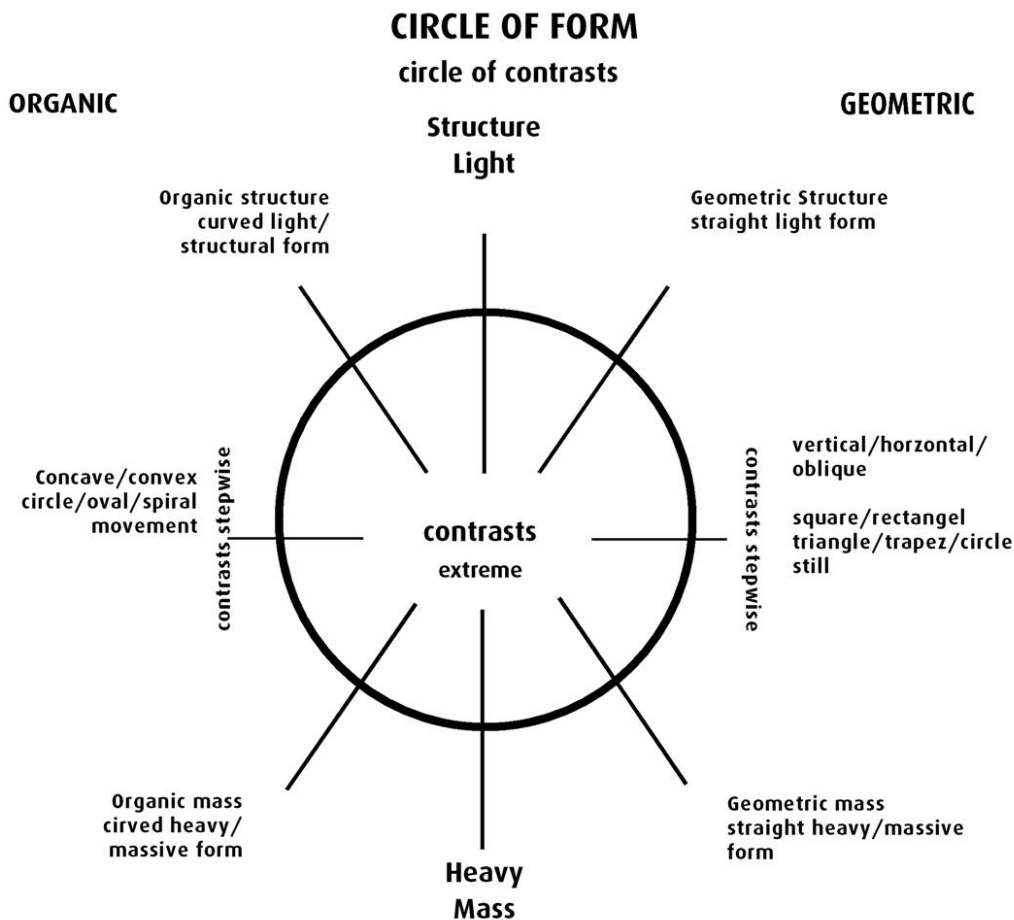 CIRCLE OF FORM
circle of contrasts
ORGANIC
GEOMETRIC
Structure
Light
Organic structure
curved light/
structural form
Geometric Structure
straight light form
Concave/convex
circle/oval/spiral
movement
contrasts stepwise
contrasts
extreme
contrasts stepwise
vertical/horzontal/
oblique
square/rectangel
triangle/trapez/circle
still
Organic mass
cirved heavy/
massive form
Geometric mass
straight heavy/massive
form
Heavy
Mass